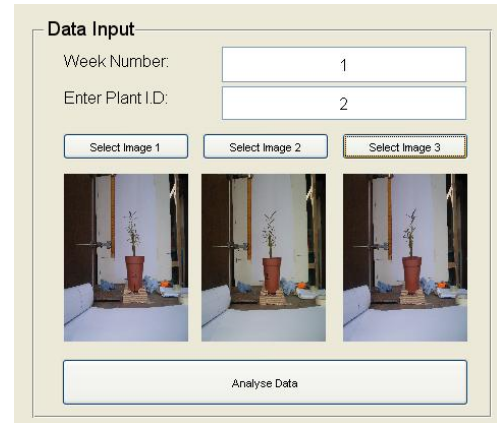 Data Input
Week Number: 1
Enter Plant I.D: 2
Select Image 1 Select Image 2 Select Image 3
Analyse Data